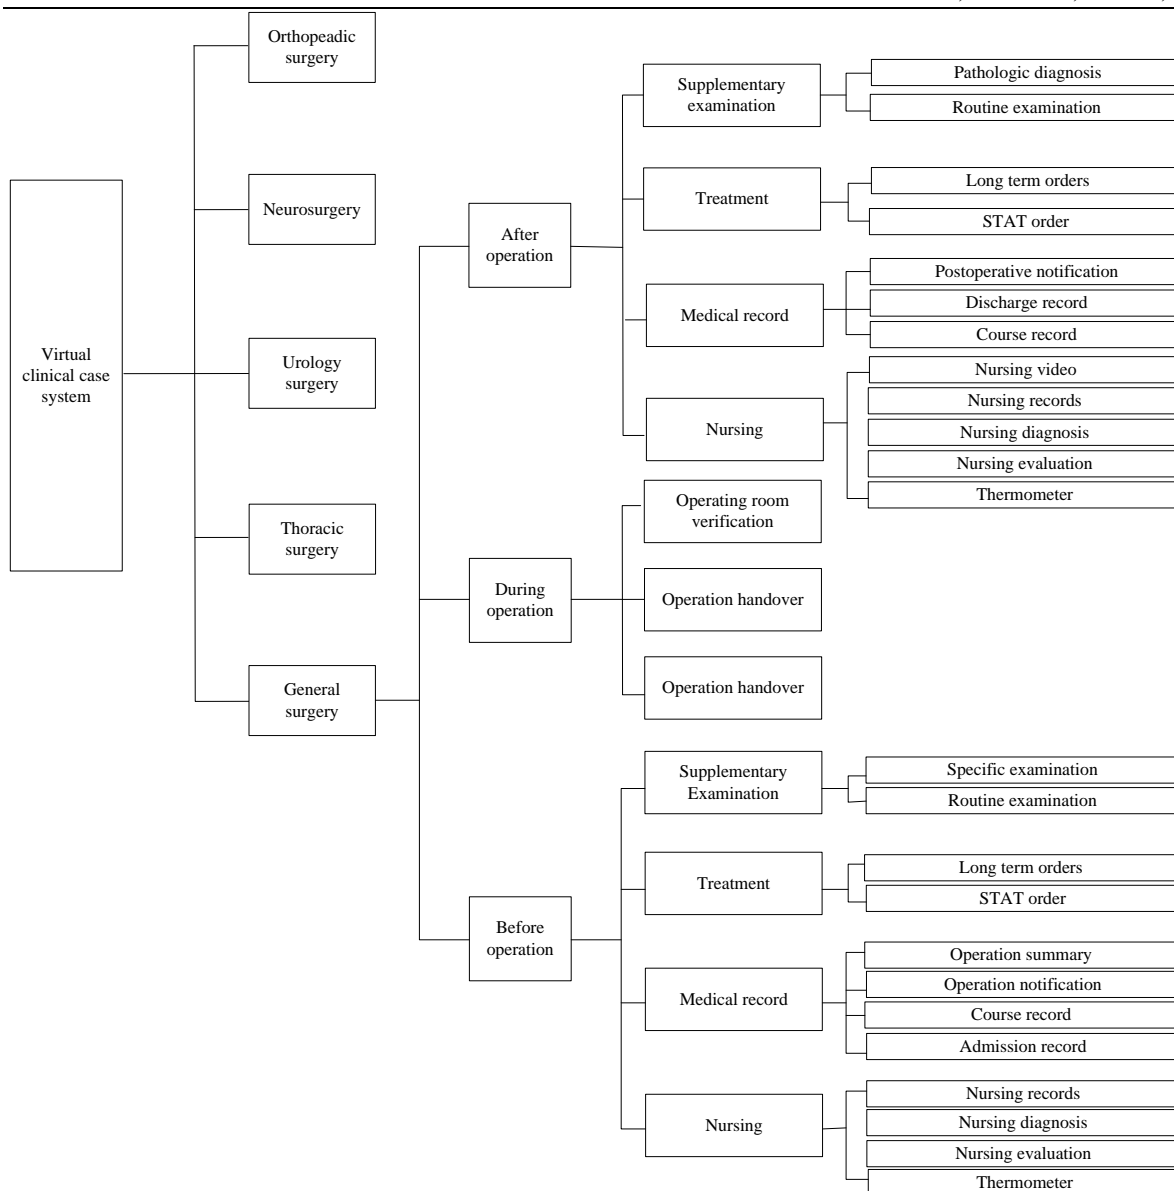 Orthopeadic
surgery
Neurosurgery
Virtual
clinical case
system
Urology
surgery
Thoracic
surgery
General
surgery
After
operation
Supplementary
examination
Pathologic diagnosis
Routine examination
Treatment
Long term orders
STAT order
Medical record
Postoperative notification
Discharge record
Course record
Nursing
Nursing video
Nursing records
Nursing diagnosis
Nursing evaluation
Thermometer
During
operation
Operating room
verification
Operation handover
Operation handover
Before
operation
Supplementary
Examination
Specific examination
Routine examination
Treatment
Long term orders
STAT order
Medical record
Operation summary
Operation notification
Course record
Admission record
Nursing
Nursing records
Nursing diagnosis
Nursing evaluation
Thermometer